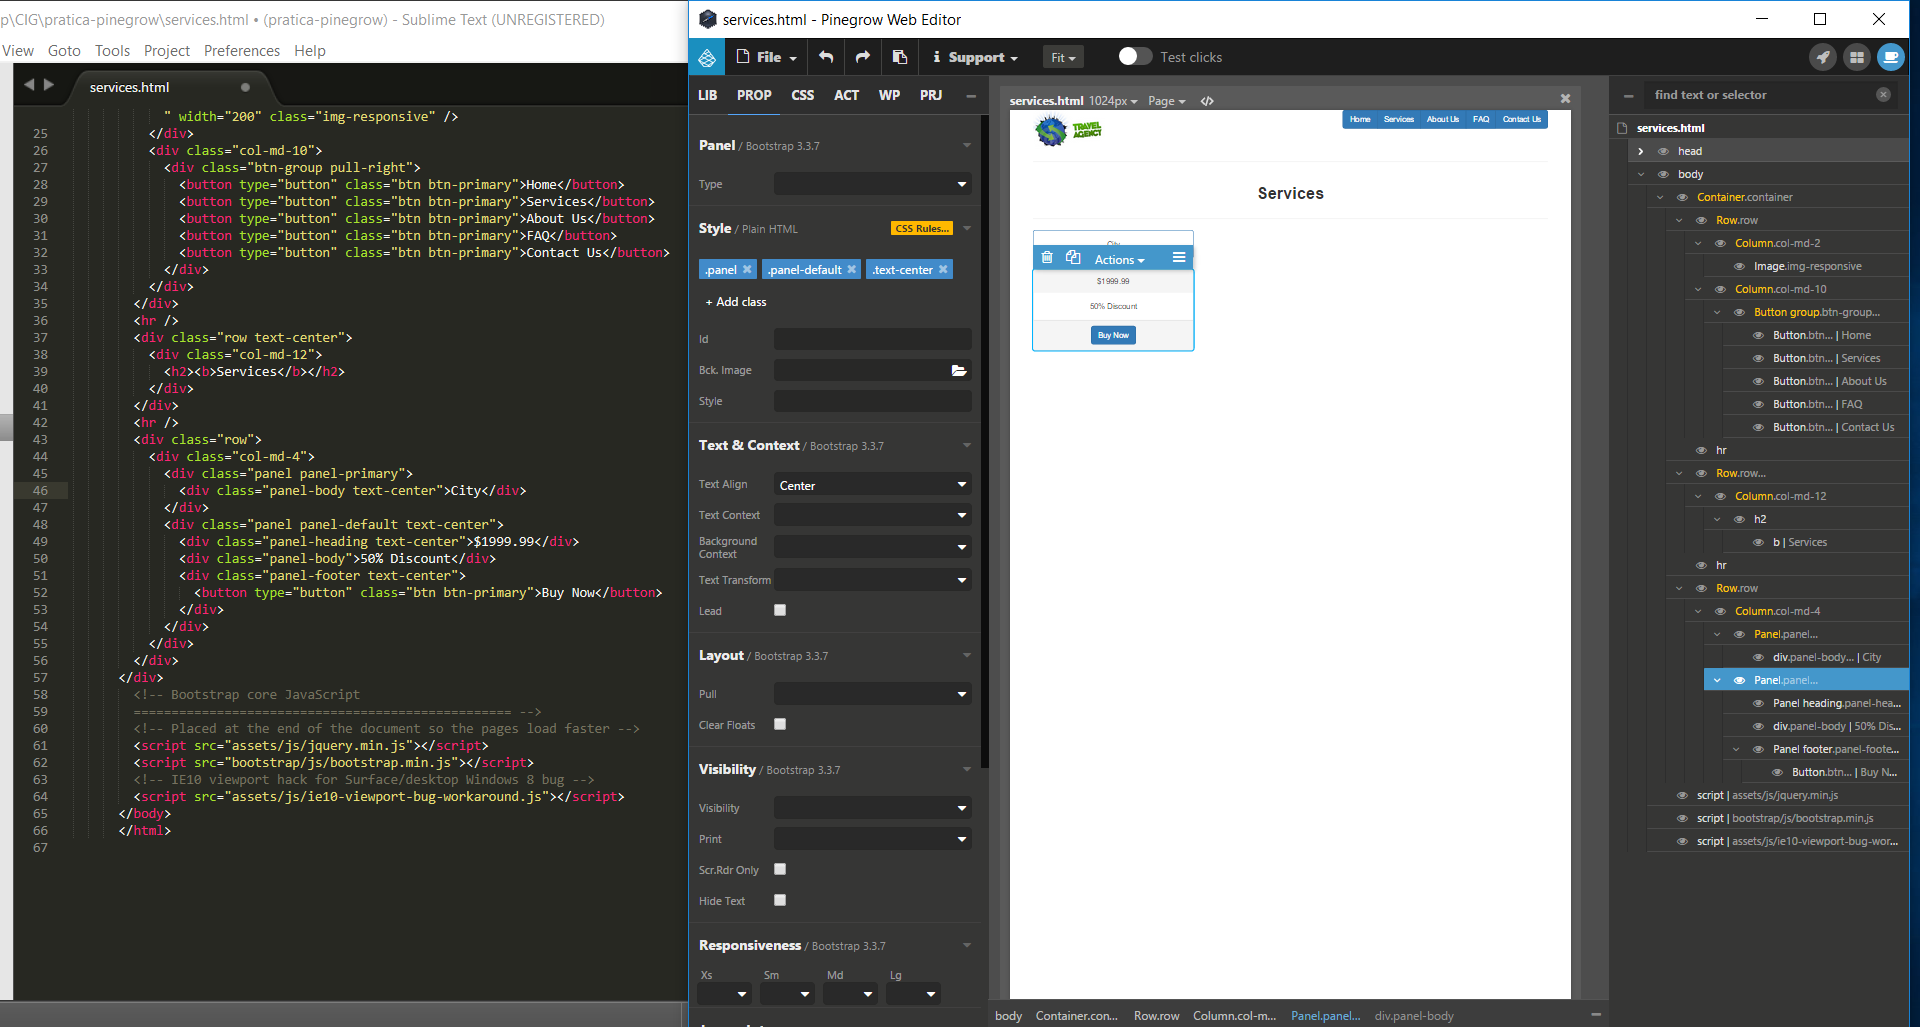 p\CIG\pratica-pinegrow\services.html • (pratica-pinegrow) - Sublime Text (UNREGISTERED)
View Goto Tools Project Preferences Help
services.html
" width="200" class="img-responsive" />
25 </div>
26 <div class="col-md-10">
27 <div class="btn-group pull-right">
28 <button type="button" class="btn btn-primary">Home</button>
29 <button type="button" class="btn btn-primary">Services</button>
30 <button type="button" class="btn btn-primary">About Us</button>
31 <button type="button" class="btn btn-primary">FAQ</button>
32 <button type="button" class="btn btn-primary">Contact Us</button>
33 </div>
34 </div>
35 </div>
36 <hr />
37 <div class="row text-center">
38 <div class="col-md-12">
39 <h2><b>Services</b></h2>
40 </div>
41 </div>
42 <hr />
43 <div class="row">
44 <div class="col-md-4">
45 <div class="panel panel-primary">
46 <div class="panel-body text-center">City</div>
47 </div>
48 <div class="panel panel-default text-center">
49 <div class="panel-heading text-center">$1999.99</div>
50 <div class="panel-body">50% Discount</div>
51 <div class="panel-footer text-center">
52 <button type="button" class="btn btn-primary">Buy Now</button>
53 </div>
54 </div>
55 </div>
56 </div>
57 </div>
58 <!-- Bootstrap core JavaScript
59 ================================================== -->
60 <!-- Placed at the end of the document so the pages load faster -->
61 <script src="assets/js/jquery.min.js"></script>
62 <script src="bootstrap/js/bootstrap.min.js"></script>
63 <!-- IE10 viewport hack for Surface/desktop Windows 8 bug -->
64 <script src="assets/js/ie10-viewport-bug-workaround.js"></script>
65 </body>
66 </html>
67
services.html - Pinegrow Web Editor
File Support Fit Test clicks
LIB PROP CSS ACT WP PRJ
Panel / Bootstrap 3.3.7
Type
Style / Plain HTML CSS Rules...
.panel .panel-default .text-center
+ Add class
Id
Bck. Image
Style
Text & Context / Bootstrap 3.3.7
Text Align Center
Text Context
Background Context
Text Transform
Lead
Layout / Bootstrap 3.3.7
Pull
Clear Floats
Visibility / Bootstrap 3.3.7
Visibility
Print
Scr.Rdr Only
Hide Text
Responsiveness / Bootstrap 3.3.7
Xs Sm Md Lg
services.html 1024px Page
TRAVEL AGENCY
Home Services About Us FAQ Contact Us
Services
Actions
$1999.99
50% Discount
Buy Now
body Container.con... Row.row Column.col-m... Panel.panel... div.panel-body
find text or selector
services.html
head
body
Container.container
Row.row
Column.col-md-2
Image.img-responsive
Column.col-md-10
Button group.btn-group...
Button.btn... | Home
Button.btn... | Services
Button.btn... | About Us
Button.btn... | FAQ
Button.btn... | Contact Us
hr
Row.row...
Column.col-md-12
h2
b | Services
hr
Row.row
Column.col-md-4
Panel.panel...
div.panel-body... | City
Panel.panel...
Panel heading.panel-hea...
div.panel-body | 50% Dis...
Panel footer.panel-foote...
Button.btn... | Buy N...
script | assets/js/jquery.min.js
script | bootstrap/js/bootstrap.min.js
script | assets/js/ie10-viewport-bug-wor...